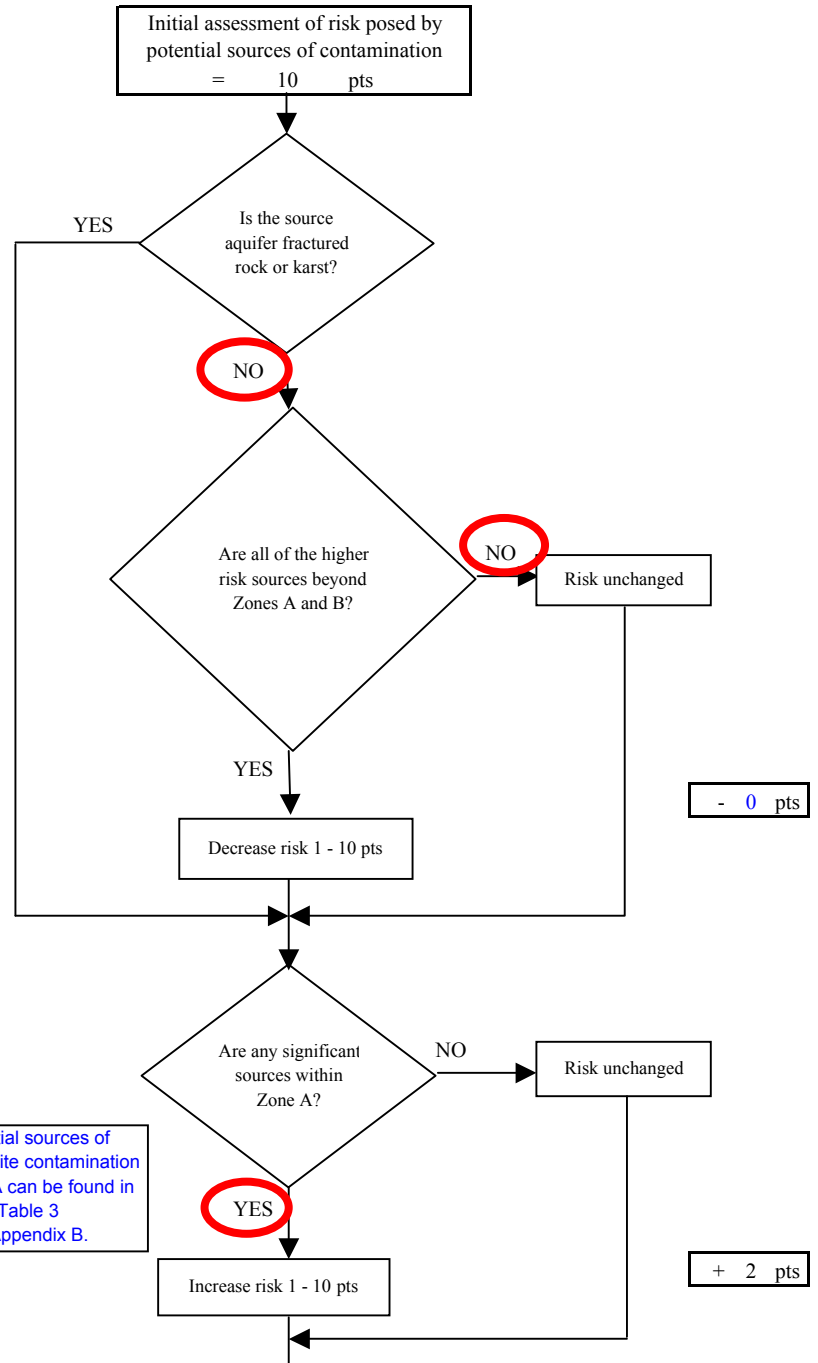 Initial assessment of risk posed by
potential sources of contamination
= 10 pts
YES
Is the source
aquifer fractured
rock or karst?
NO
Are all of the higher
risk sources beyond
Zones A and B?
NO
Risk unchanged
YES
- 0 pts
Decrease risk 1 - 10 pts
Are any significant
sources within
Zone A?
NO
Risk unchanged
sources of
contamination
can be found in
Table 3
B.
YES
Increase risk 1 - 10 pts
+ 2 pts